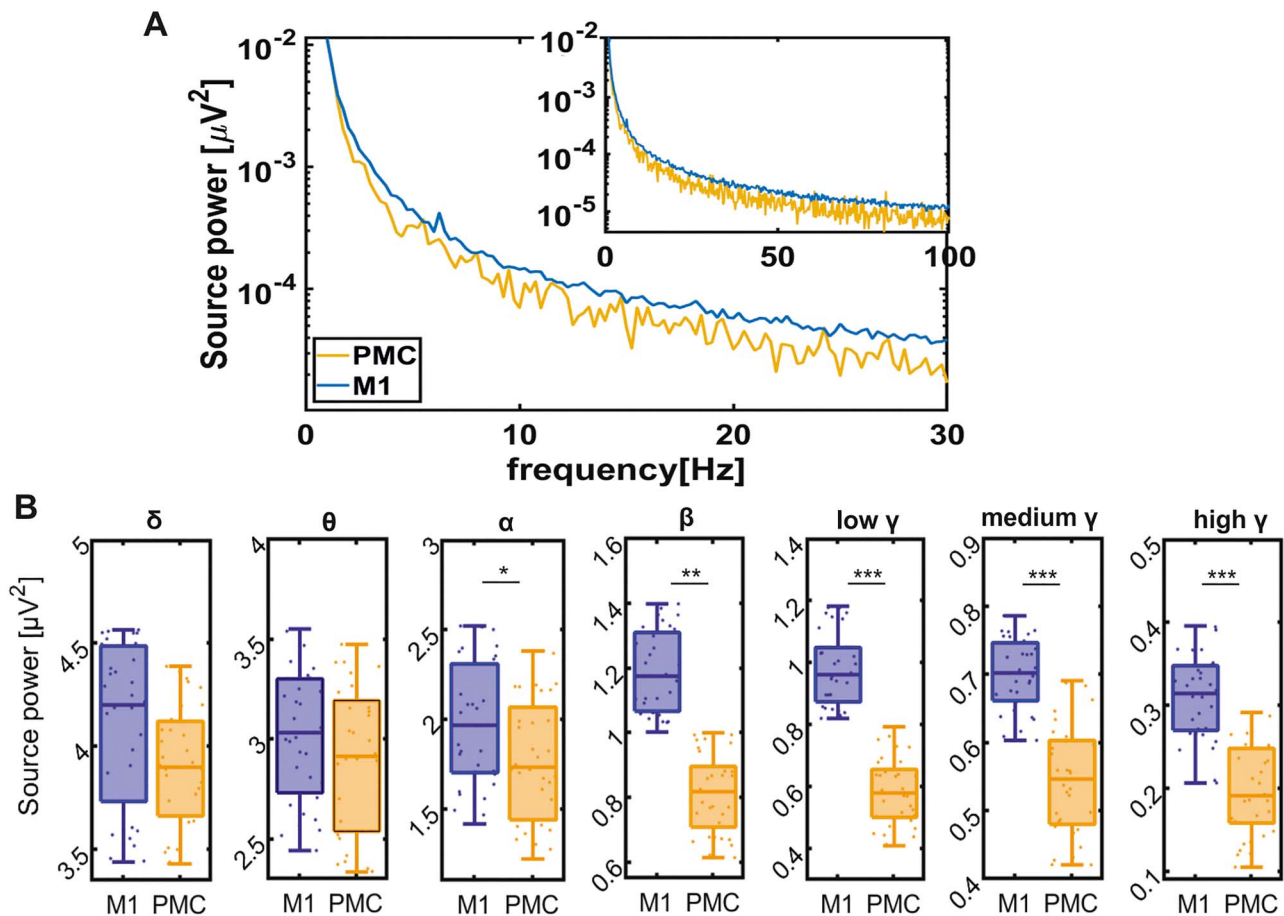 A
Source power [μV²]
10⁻²
10⁻³
10⁻⁴
PMC
M1
0 10 20 30
frequency[Hz]
10⁻²
10⁻³
10⁻⁴
10⁻⁵
0 50 100
B
Source power [μV²]
δ
5
4.5
4
3.5
M1 PMC
θ
4
3.5
3
2.5
M1 PMC
α
*
3
2.5
2
1.5
M1 PMC
β
**
1.6
1.4
1.2
1
0.8
0.6
M1 PMC
low γ
***
1.4
1.2
1
0.8
0.6
0.4
M1 PMC
medium γ
***
0.9
0.8
0.7
0.6
0.5
0.4
M1 PMC
high γ
***
0.5
0.4
0.3
0.2
0.1
M1 PMC